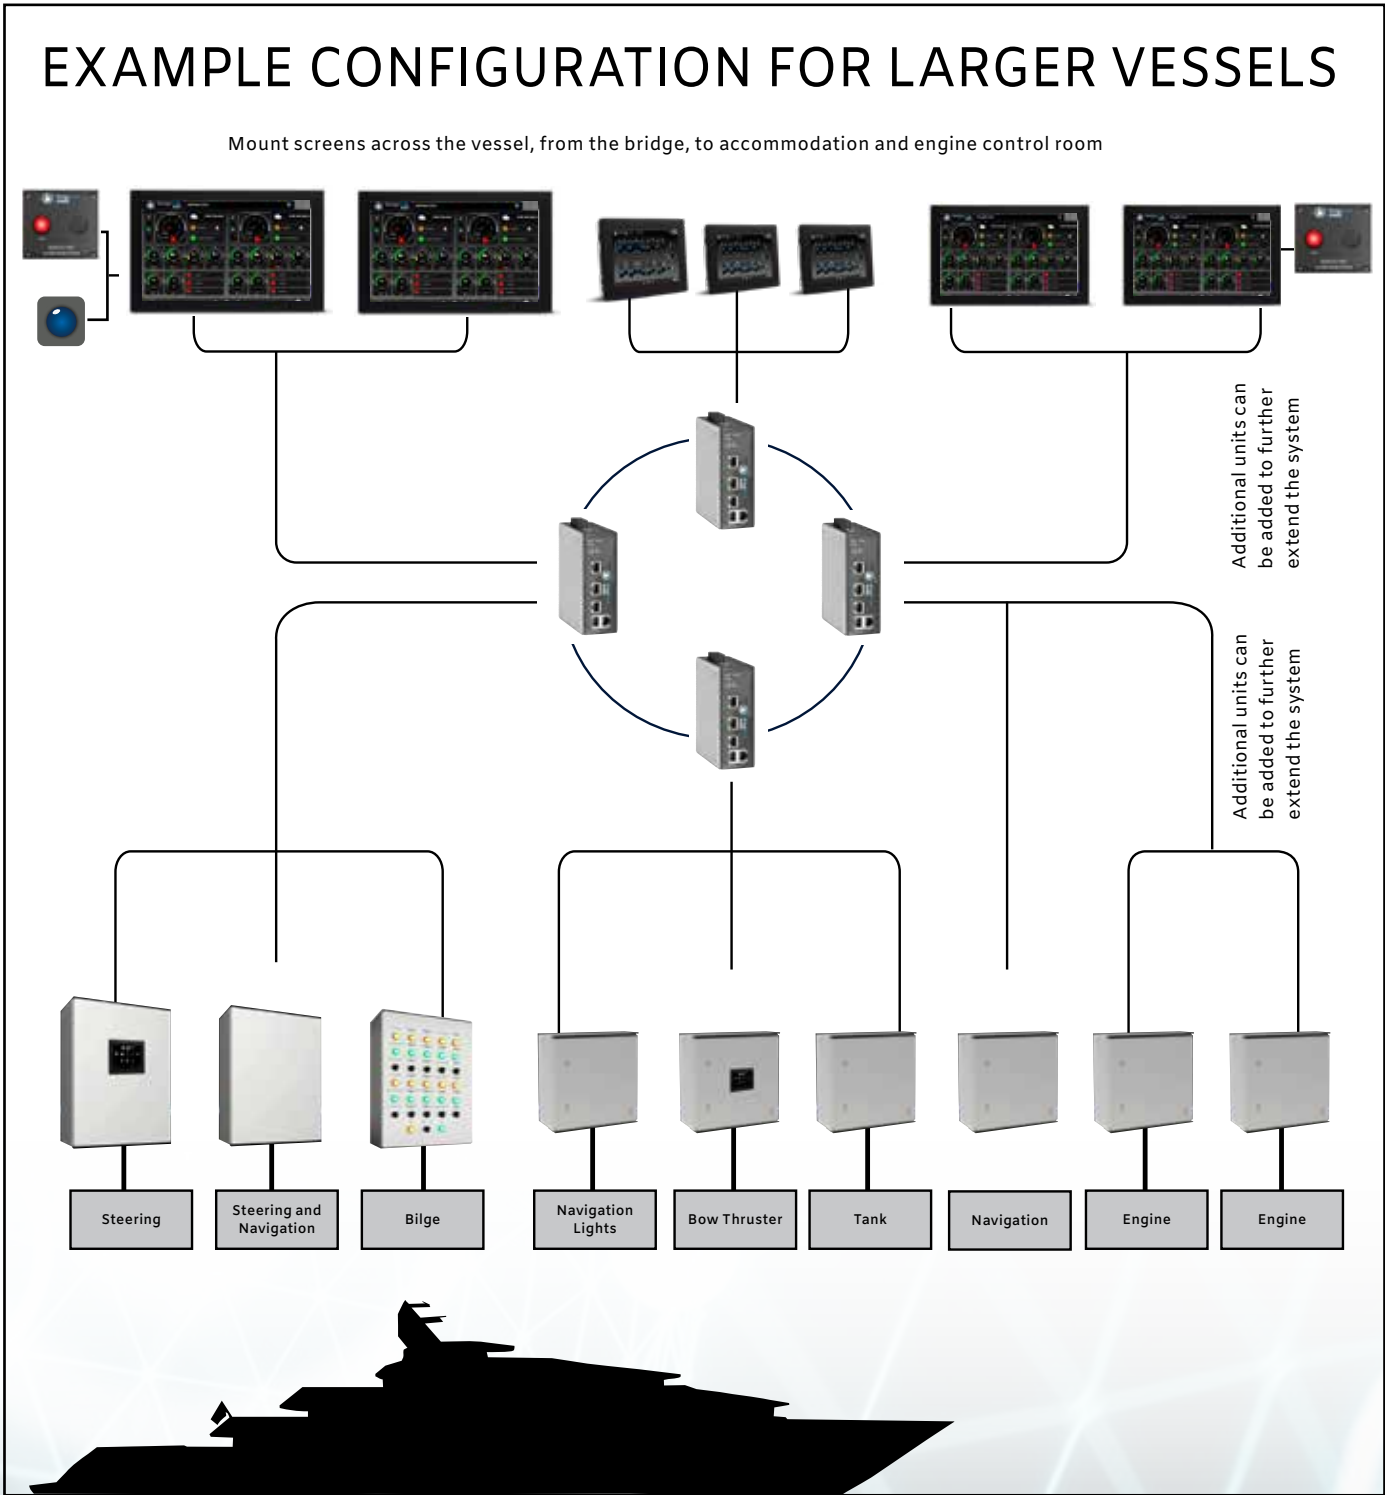 EXAMPLE CONFIGURATION FOR LARGER VESSELS
Mount screens across the vessel, from the bridge, to accommodation and engine control room
Additional units can
be added to further
extend the system
Additional units can
be added to further
extend the system
Steering
Steering and
Navigation
Bilge
Navigation
Lights
Bow Thruster
Tank
Navigation
Engine
Engine